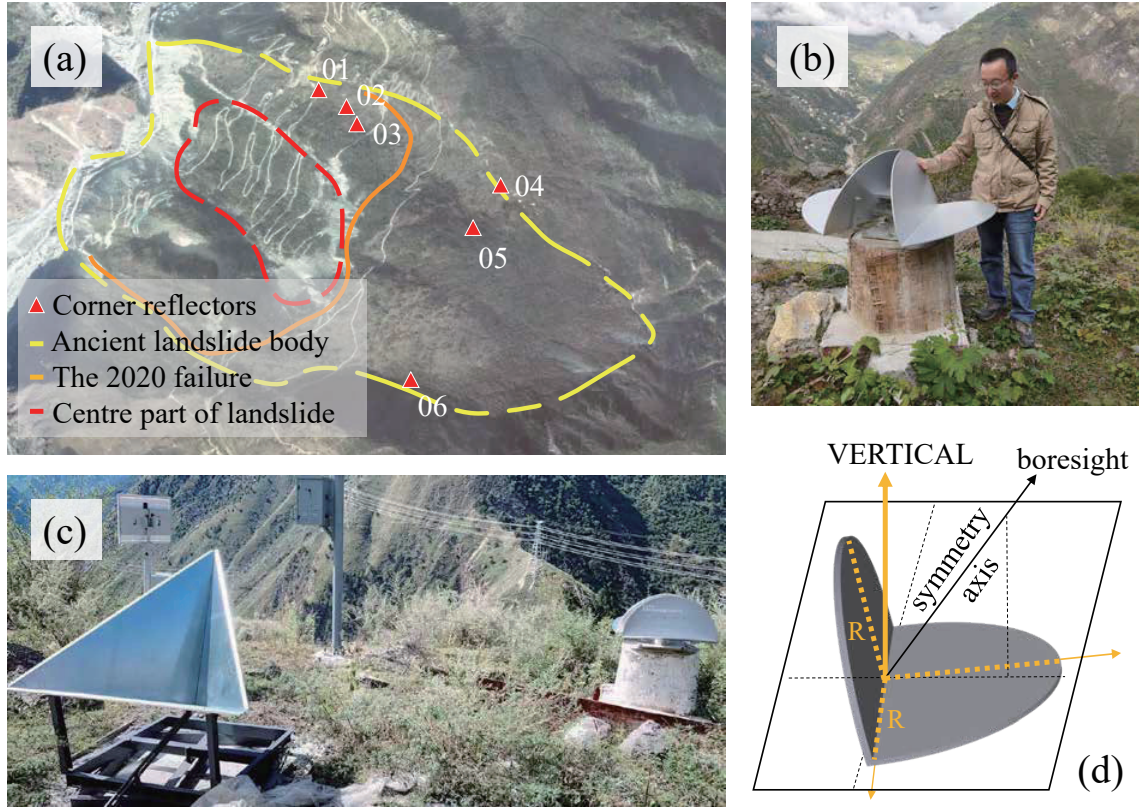 (a)
01
02
03
04
05
06
Corner reflectors
Ancient landslide body
The 2020 failure
Centre part of landslide
(b)
(c)
VERTICAL
boresight
symmetry
axis
R
R
(d)